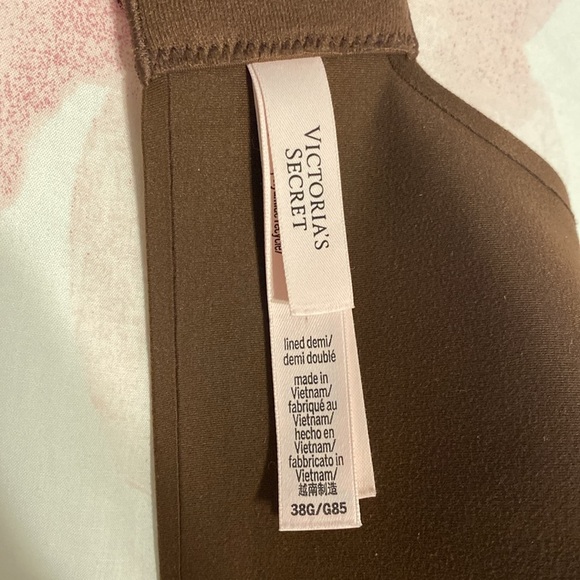 VICTORIA'S
SECRET
lined demi/
demi doublé
made in
Vietnam/
fabriqué au
Vietnam/
hecho en
Vietnam/
fabbricato in
Vietnam/
越南制造
38G/G85